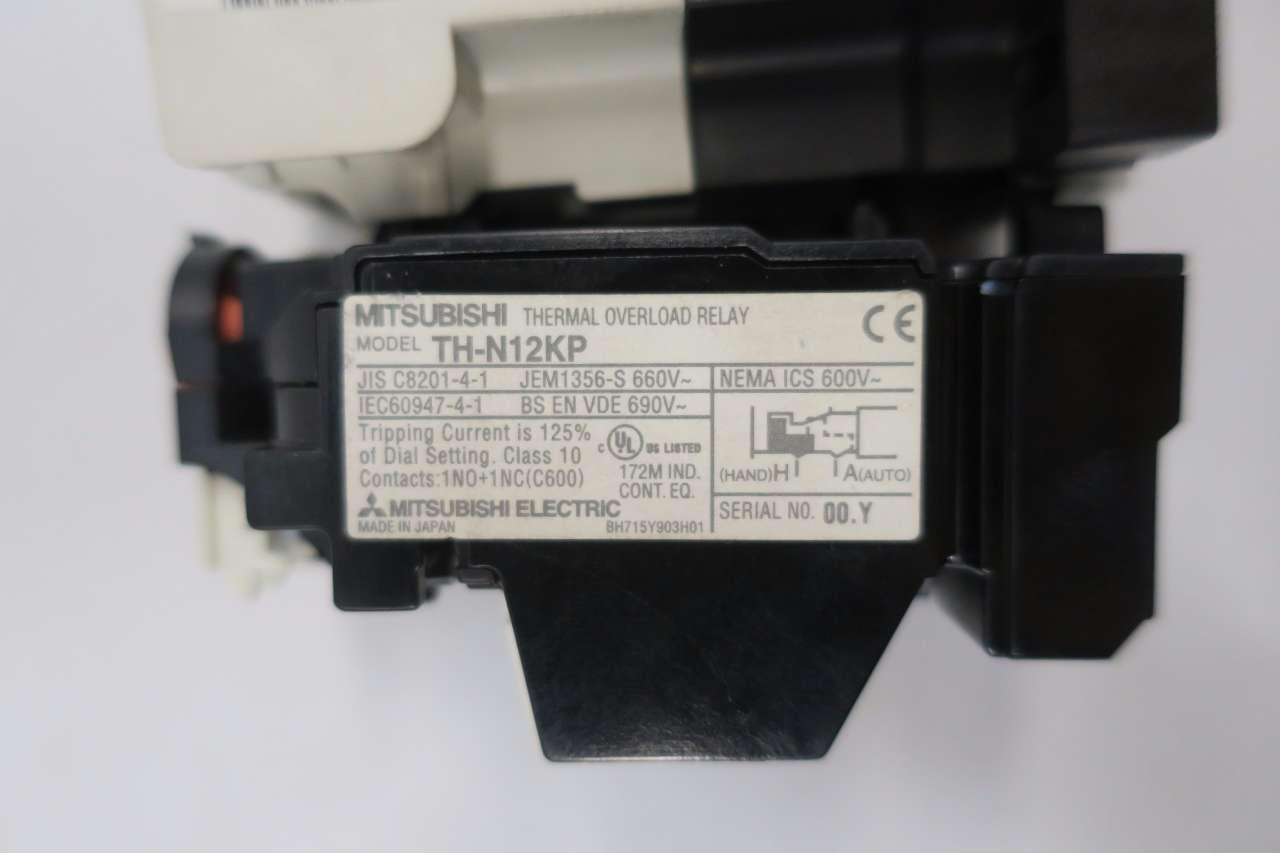 MITSUBISHI THERMAL OVERLOAD RELAY CE
MODEL TH-N12KP
JIS C8201-4-1 JEM1356-S 660V~ NEMA ICS 600V~
IEC60947-4-1 BS EN VDE 690V~
Tripping Current is 125%
of Dial Setting. Class 10
Contacts:1NO+1NC(C600)
c UL us LISTED
172M IND.
CONT. EQ.
(HAND)H A(AUTO)
MITSUBISHI ELECTRIC
MADE IN JAPAN BH715Y903H01
SERIAL NO. 00.Y